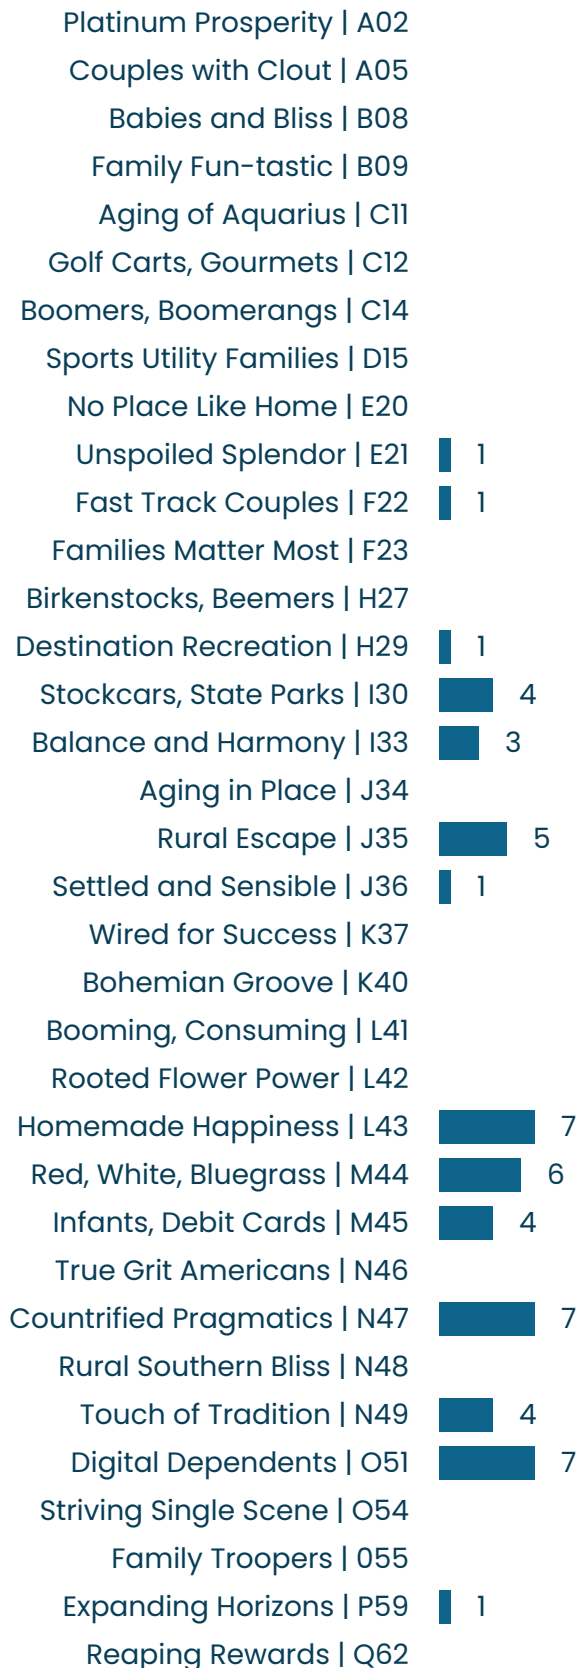 Platinum Prosperity | A02
Couples with Clout | A05
Babies and Bliss | B08
Family Fun-tastic | B09
Aging of Aquarius | C11
Golf Carts, Gourmets | C12
Boomers, Boomerangs | C14
Sports Utility Families | D15
No Place Like Home | E20
Unspoiled Splendor | E21 1
Fast Track Couples | F22 1
Families Matter Most | F23
Birkenstocks, Beemers | H27
Destination Recreation | H29 1
Stockcars, State Parks | I30 4
Balance and Harmony | I33 3
Aging in Place | J34
Rural Escape | J35 5
Settled and Sensible | J36 1
Wired for Success | K37
Bohemian Groove | K40
Booming, Consuming | L41
Rooted Flower Power | L42
Homemade Happiness | L43 7
Red, White, Bluegrass | M44 6
Infants, Debit Cards | M45 4
True Grit Americans | N46
Countrified Pragmatics | N47 7
Rural Southern Bliss | N48
Touch of Tradition | N49 4
Digital Dependents | O51 7
Striving Single Scene | O54
Family Troopers | 055
Expanding Horizons | P59 1
Reaping Rewards | Q62